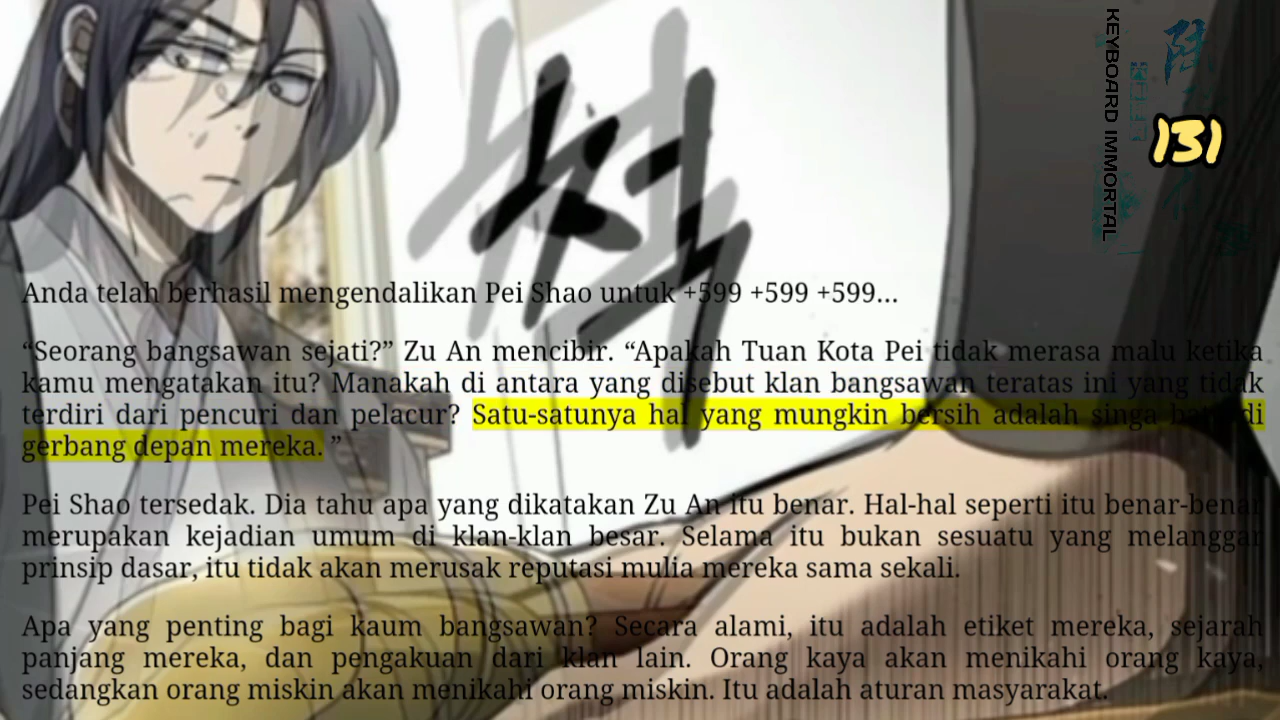 KEYBOARD IMMORTAL
131
Anda telah berhasil mengendalikan Pei Shao untuk +599 +599 +599...
“Seorang bangsawan sejati?” Zu An mencibir. “Apakah Tuan Kota Pei tidak merasa malu ketika
kamu mengatakan itu? Manakah di antara yang disebut klan bangsawan teratas ini yang tidak
terdiri dari pencuri dan pelacur? Satu-satunya hal yang mungkin bersih adalah singa batu di
gerbang depan mereka. ”
Pei Shao tersedak. Dia tahu apa yang dikatakan Zu An itu benar. Hal-hal seperti itu benar-benar
merupakan kejadian umum di klan-klan besar. Selama itu bukan sesuatu yang melanggar
prinsip dasar, itu tidak akan merusak reputasi mulia mereka sama sekali.
Apa yang penting bagi kaum bangsawan? Secara alami, itu adalah etiket mereka, sejarah
panjang mereka, dan pengakuan dari klan lain. Orang kaya akan menikahi orang kaya,
sedangkan orang miskin akan menikahi orang miskin. Itu adalah aturan masyarakat.